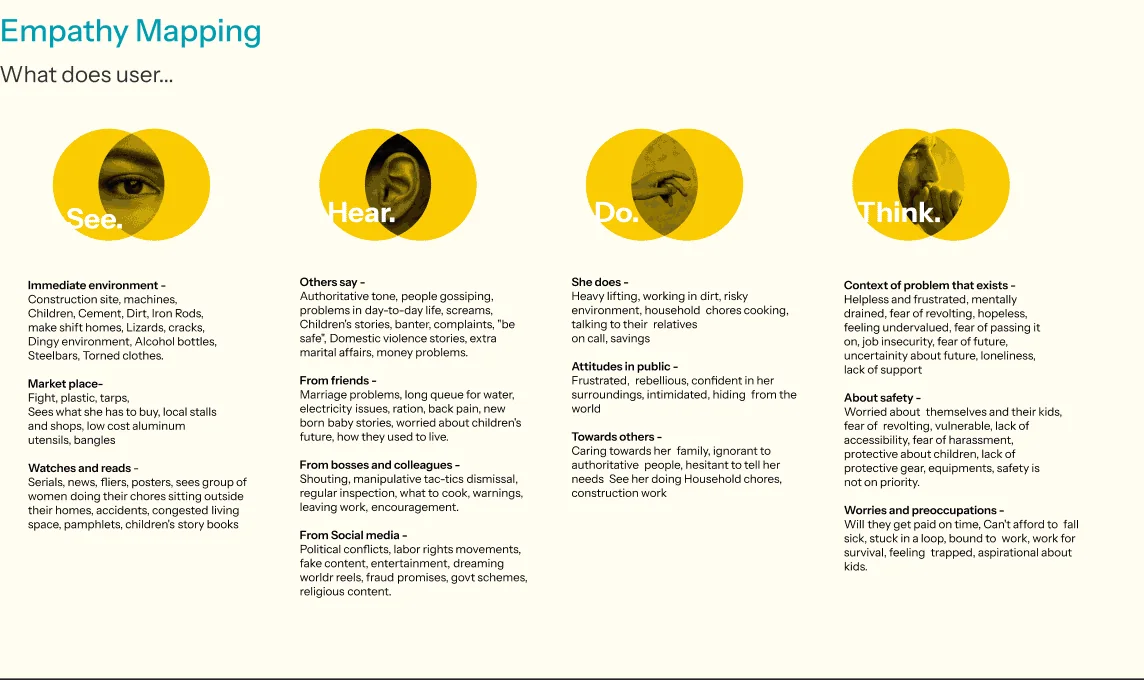 Empathy Mapping
What does user...
See.
Immediate environment -
Construction site, machines,
Children, Cement, Dirt, Iron Rods,
make shift homes, Lizards, cracks,
Dingy environment, Alcohol bottles,
Steelbars, Torned clothes.
Market place-
Fight, plastic, tarps,
Sees what she has to buy, local stalls
and shops, low cost aluminum
utensils, bangles
Watches and reads -
Serials, news, fliers, posters, sees group of
women doing their chores sitting outside
their homes, accidents, congested living
space, pamphlets, children's story books
Hear.
Others say -
Authoritative tone, people gossiping,
problems in day-to-day life, screams,
Children's stories, banter, complaints, "be
safe", Domestic violence stories, extra
marital affairs, money problems.
From friends -
Marriage problems, long queue for water,
electricity issues, ration, back pain, new
born baby stories, worried about children's
future, how they used to live.
From bosses and colleagues -
Shouting, manipulative tac-tics dismissal,
regular inspection, what to cook, warnings,
leaving work, encouragement.
From Social media -
Political conflicts, labor rights movements,
fake content, entertainment, dreaming
worldr reels, fraud promises, govt schemes,
religious content.
Do.
She does -
Heavy lifting, working in dirt, risky
environment, household  chores cooking,
talking to their  relatives
on call, savings
Attitudes in public -
Frustrated,  rebellious, confident in her
surroundings, intimidated, hiding  from the
world
Towards others -
Caring towards her  family, ignorant to
authoritative  people, hesitant to tell her
needs  See her doing Household chores,
construction work
Think.
Context of problem that exists -
Helpless and frustrated, mentally
drained, fear of revolting, hopeless,
feeling undervalued, fear of passing it
on, job insecurity, fear of future,
uncertainity about future, loneliness,
lack of support
About safety -
Worried about  themselves and their kids,
fear of  revolting, vulnerable, lack of
accessibility, fear of harassment,
protective about children, lack of
protective gear, equipments, safety is
not on priority.
Worries and preoccupations -
Will they get paid on time, Can't afford to  fall
sick, stuck in a loop, bound to  work, work for
survival, feeling  trapped, aspirational about
kids.